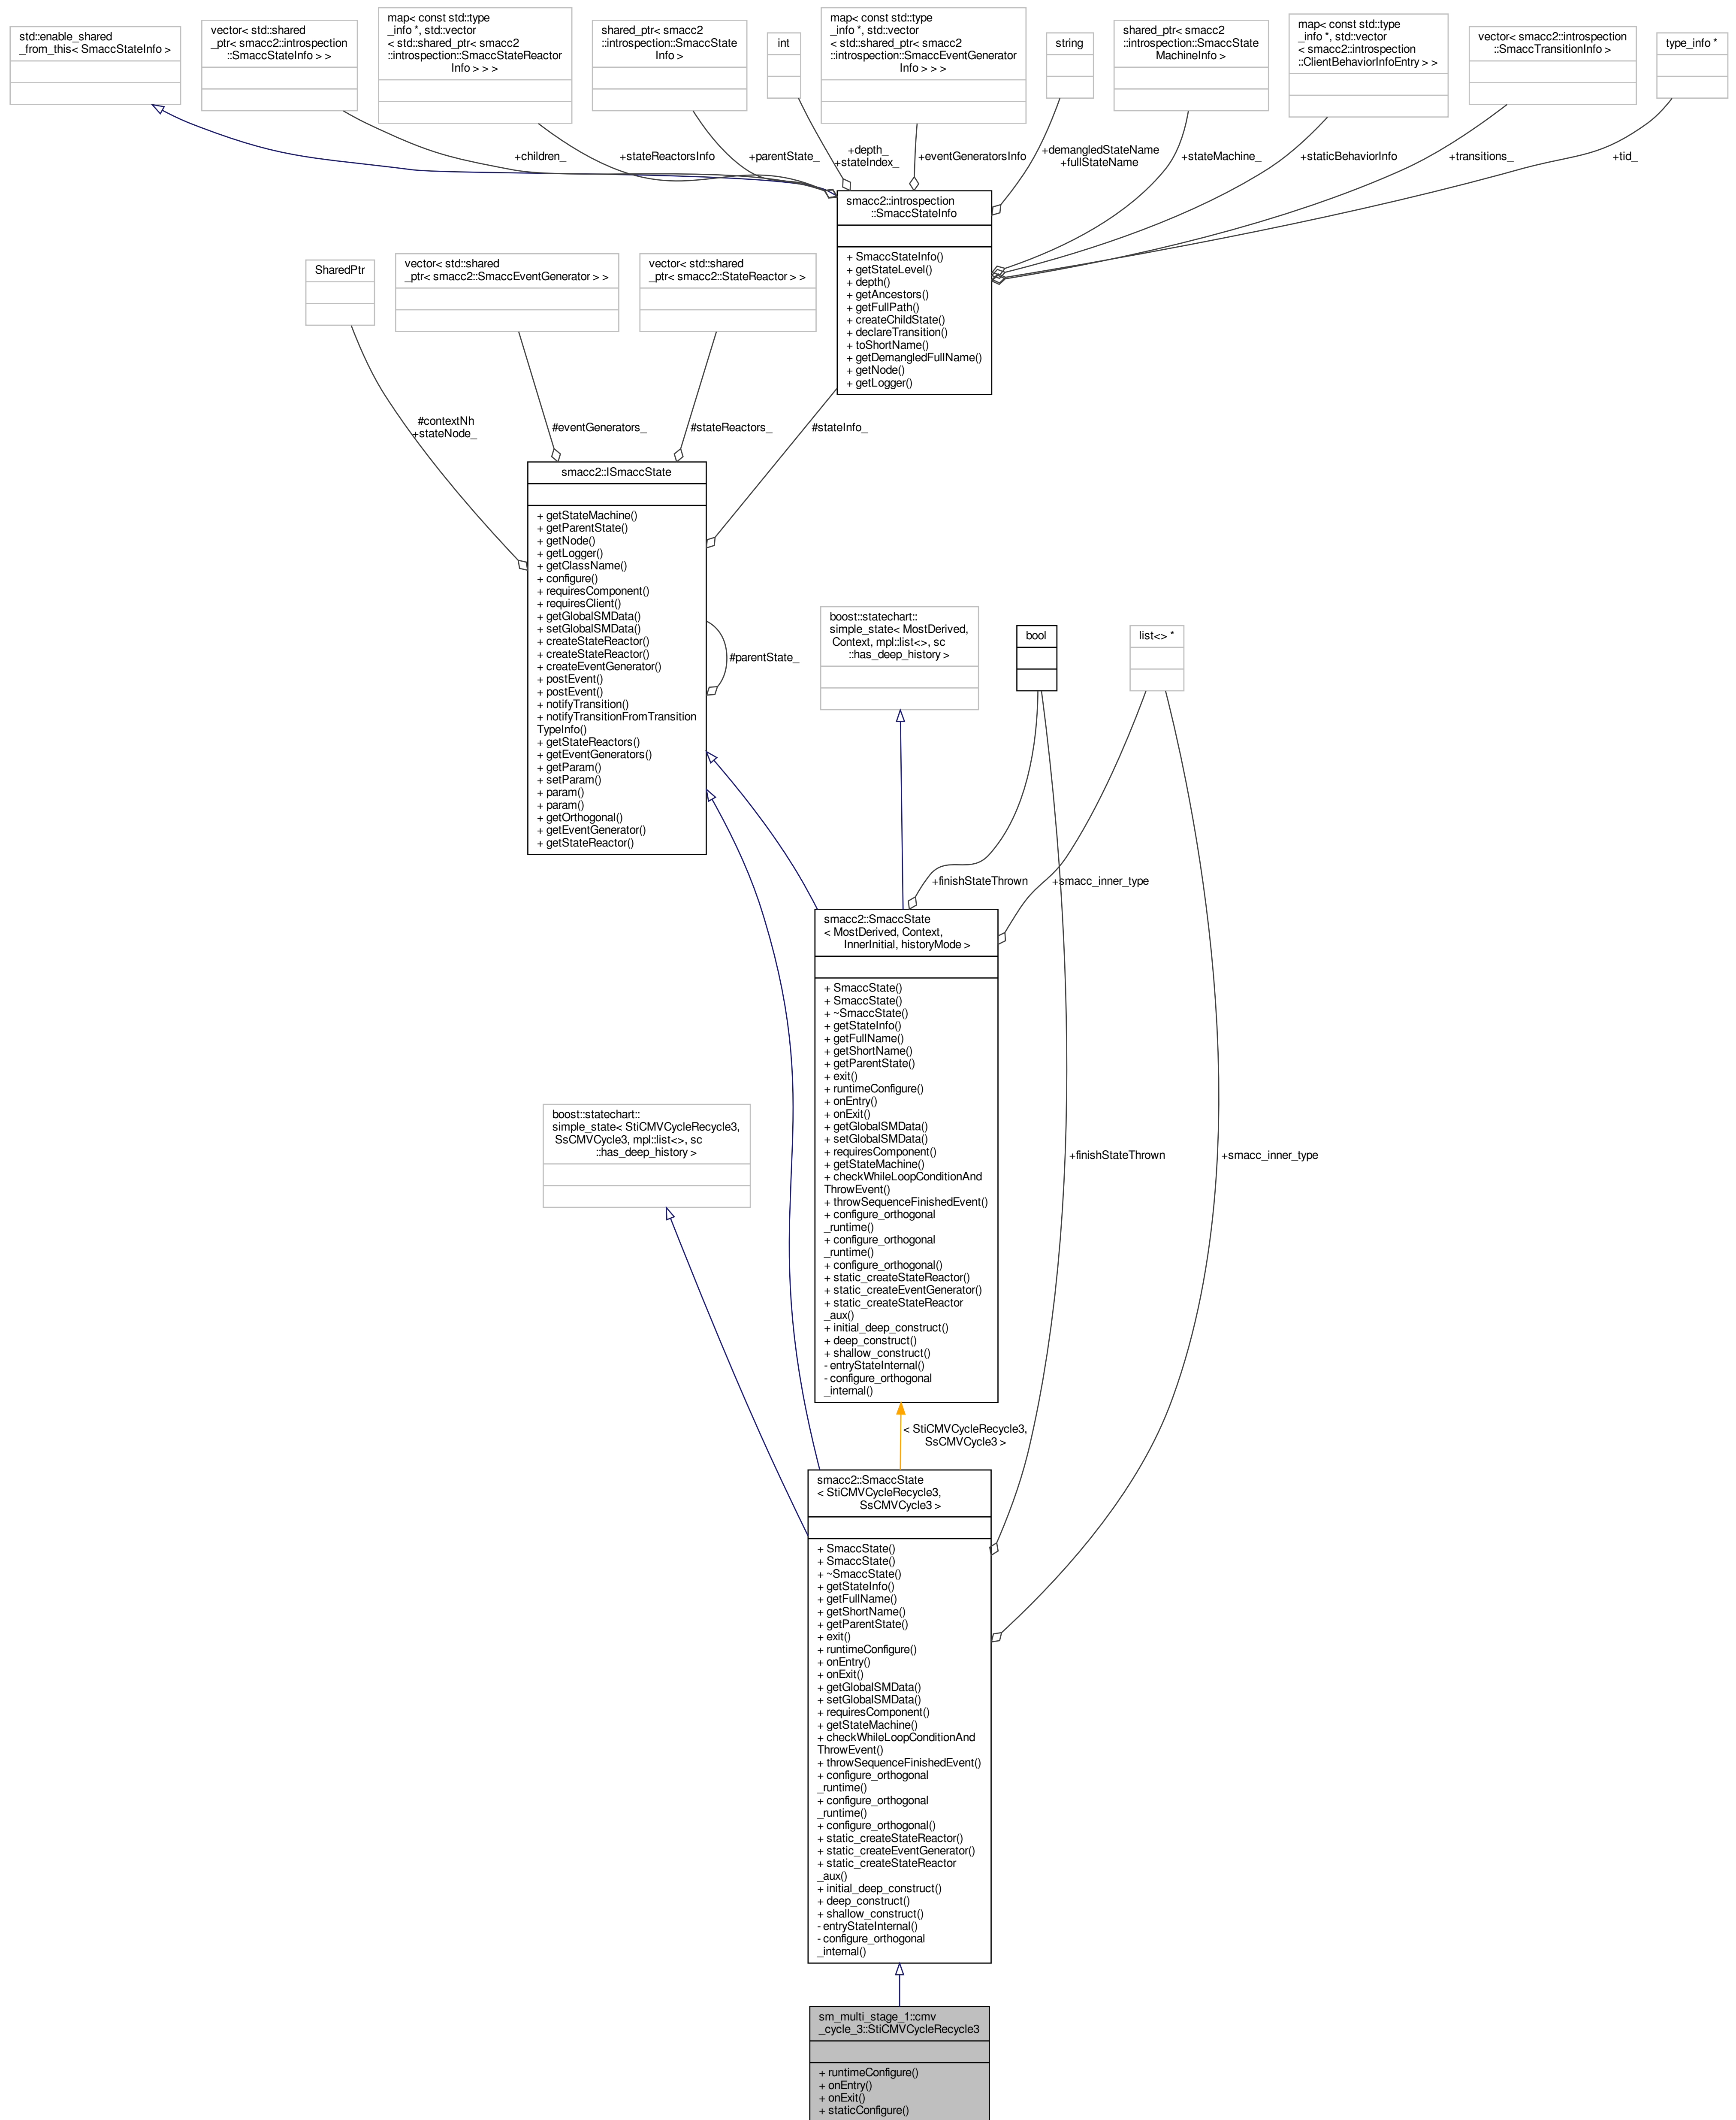 std::enable_shared
_from_this< SmaccStateInfo >
vector< std::shared
_ptr< smacc2::introspection
::SmaccStateInfo > >
map< const std::type
_info *, std::vector
< std::shared_ptr< smacc2
::introspection::SmaccStateReactor
Info > > >
shared_ptr< smacc2
::introspection::SmaccState
Info >
int
map< const std::type
_info *, std::vector
< std::shared_ptr< smacc2
::introspection::SmaccEventGenerator
Info > > >
string
shared_ptr< smacc2
::introspection::SmaccState
MachineInfo >
map< const std::type
_info *, std::vector
< smacc2::introspection
::ClientBehaviorInfoEntry > >
vector< smacc2::introspection
::SmaccTransitionInfo >
type_info *
+children_
+stateReactorsInfo
+parentState_
+depth_
+stateIndex_
+eventGeneratorsInfo
+demangledStateName
+fullStateName
+stateMachine_
+staticBehaviorInfo
+transitions_
+tid_
smacc2::introspection
::SmaccStateInfo
+ SmaccStateInfo()
+ getStateLevel()
+ depth()
+ getAncestors()
+ getFullPath()
+ createChildState()
+ declareTransition()
+ toShortName()
+ getDemangledFullName()
+ getNode()
+ getLogger()
SharedPtr
vector< std::shared
_ptr< smacc2::SmaccEventGenerator > >
vector< std::shared
_ptr< smacc2::StateReactor > >
#contextNh
+stateNode_
#eventGenerators_
#stateReactors_
#stateInfo_
smacc2::ISmaccState
+ getStateMachine()
+ getParentState()
+ getNode()
+ getLogger()
+ getClassName()
+ configure()
+ requiresComponent()
+ requiresClient()
+ getGlobalSMData()
+ setGlobalSMData()
+ createStateReactor()
+ createStateReactor()
+ createEventGenerator()
+ postEvent()
+ postEvent()
+ notifyTransition()
+ notifyTransitionFromTransition
TypeInfo()
+ getStateReactors()
+ getEventGenerators()
+ getParam()
+ setParam()
+ param()
+ param()
+ getOrthogonal()
+ getEventGenerator()
+ getStateReactor()
#parentState_
boost::statechart::
simple_state< MostDerived,
Context, mpl::list<>, sc
::has_deep_history >
bool
list<> *
+finishStateThrown
+smacc_inner_type
smacc2::SmaccState
< MostDerived, Context,
InnerInitial, historyMode >
+ SmaccState()
+ SmaccState()
+ ~SmaccState()
+ getStateInfo()
+ getFullName()
+ getShortName()
+ getParentState()
+ exit()
+ runtimeConfigure()
+ onEntry()
+ onExit()
+ getGlobalSMData()
+ setGlobalSMData()
+ requiresComponent()
+ getStateMachine()
+ checkWhileLoopConditionAnd
ThrowEvent()
+ throwSequenceFinishedEvent()
+ configure_orthogonal
_runtime()
+ configure_orthogonal
_runtime()
+ configure_orthogonal()
+ static_createStateReactor()
+ static_createEventGenerator()
+ static_createStateReactor
_aux()
+ initial_deep_construct()
+ deep_construct()
+ shallow_construct()
- entryStateInternal()
- configure_orthogonal
_internal()
boost::statechart::
simple_state< StiCMVCycleRecycle3,
SsCMVCycle3, mpl::list<>, sc
::has_deep_history >
+finishStateThrown
+smacc_inner_type
< StiCMVCycleRecycle3,
SsCMVCycle3 >
smacc2::SmaccState
< StiCMVCycleRecycle3,
SsCMVCycle3 >
+ SmaccState()
+ SmaccState()
+ ~SmaccState()
+ getStateInfo()
+ getFullName()
+ getShortName()
+ getParentState()
+ exit()
+ runtimeConfigure()
+ onEntry()
+ onExit()
+ getGlobalSMData()
+ setGlobalSMData()
+ requiresComponent()
+ getStateMachine()
+ checkWhileLoopConditionAnd
ThrowEvent()
+ throwSequenceFinishedEvent()
+ configure_orthogonal
_runtime()
+ configure_orthogonal
_runtime()
+ configure_orthogonal()
+ static_createStateReactor()
+ static_createEventGenerator()
+ static_createStateReactor
_aux()
+ initial_deep_construct()
+ deep_construct()
+ shallow_construct()
- entryStateInternal()
- configure_orthogonal
_internal()
sm_multi_stage_1::cmv
_cycle_3::StiCMVCycleRecycle3
+ runtimeConfigure()
+ onEntry()
+ onExit()
+ staticConfigure()